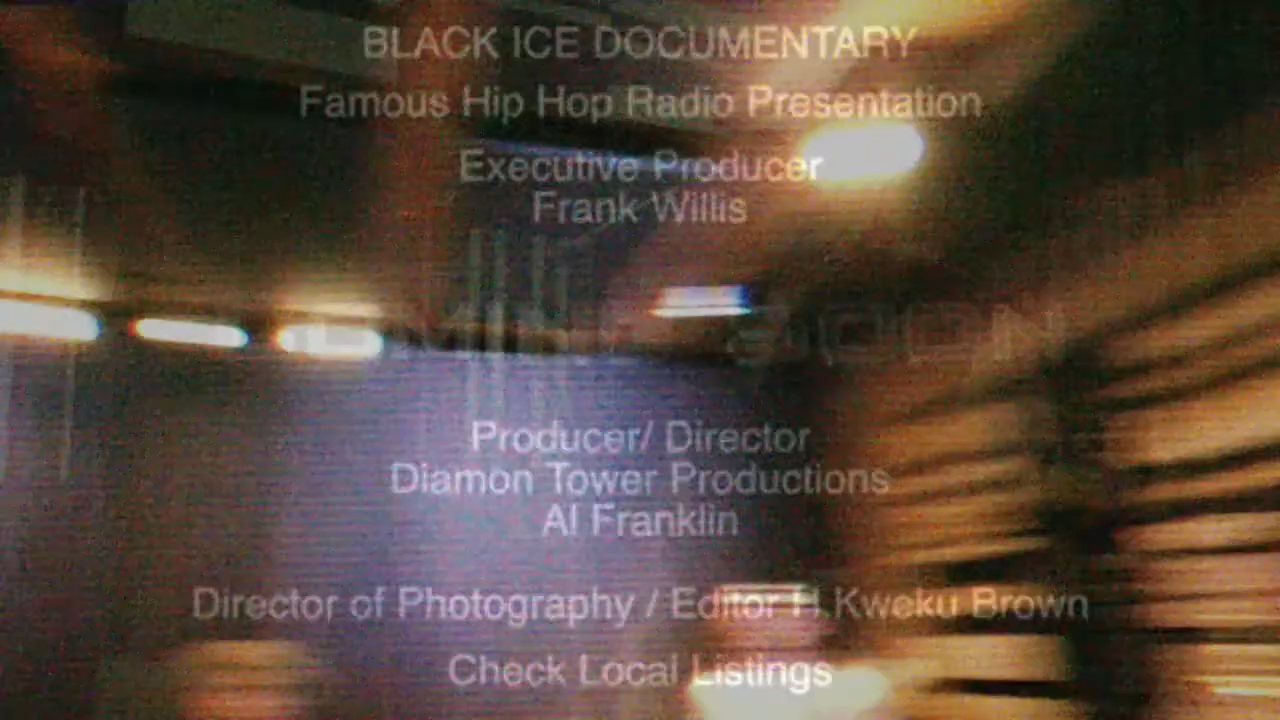 BLACK ICE DOCUMENTARY
Famous Hip Hop Radio Presentation
Executive Producer
Frank Willis
Producer/ Director
Diamon Tower Productions
Al Franklin
Director of Photography / Editor H.Kweku Brown
Check Local Listings